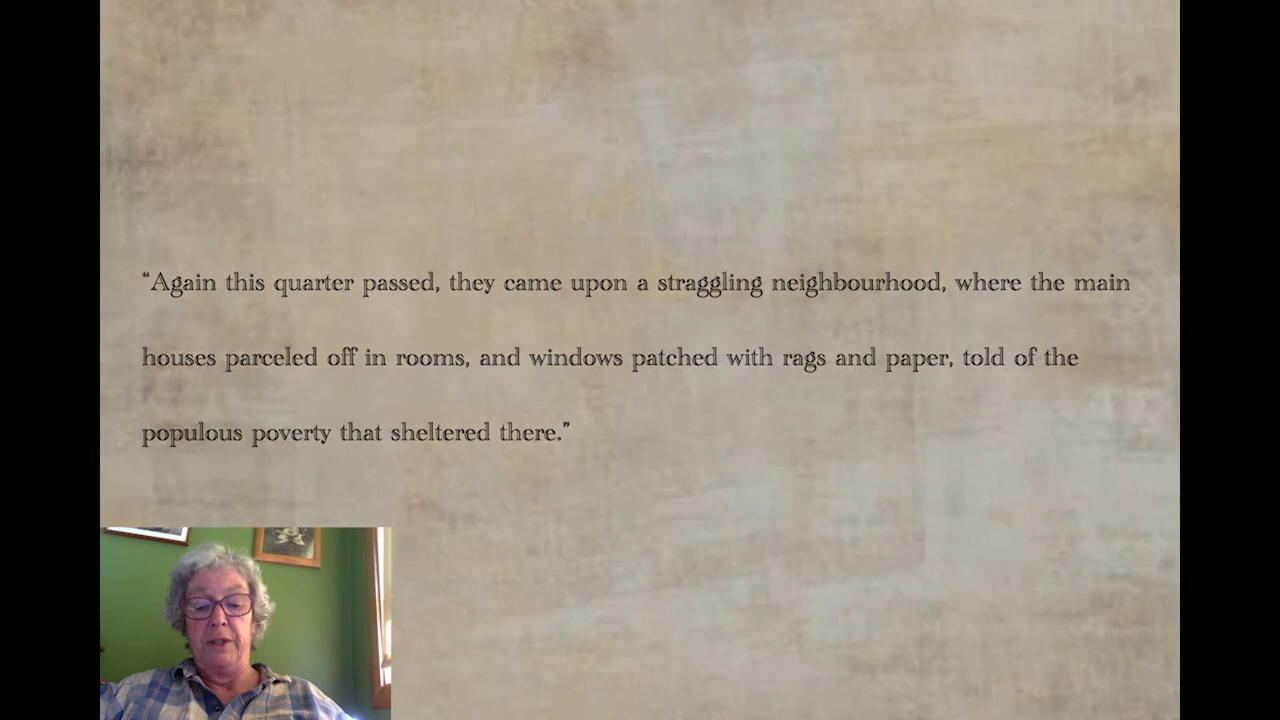 “Again this quarter passed, they came upon a straggling neighbourhood, where the main
houses parceled off in rooms, and windows patched with rags and paper, told of the
populous poverty that sheltered there.”